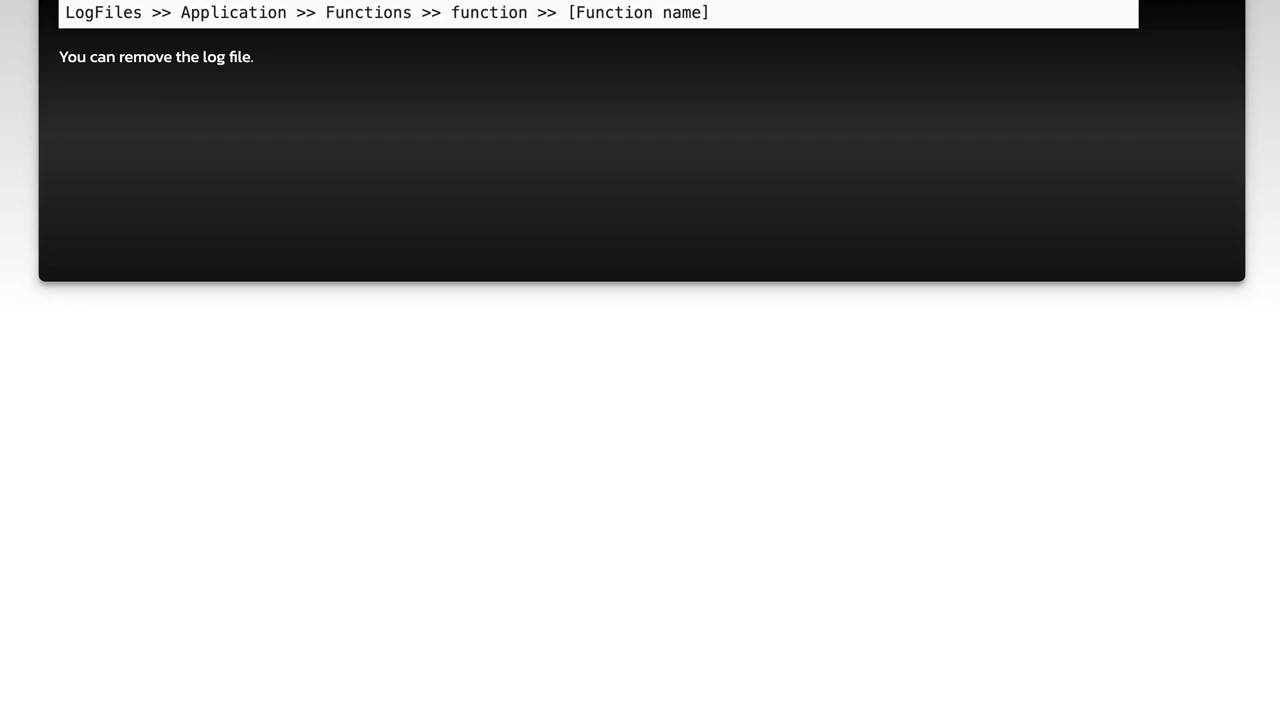 LogFiles >> Application >> Functions >> function >> [Function name]
You can remove the log file.